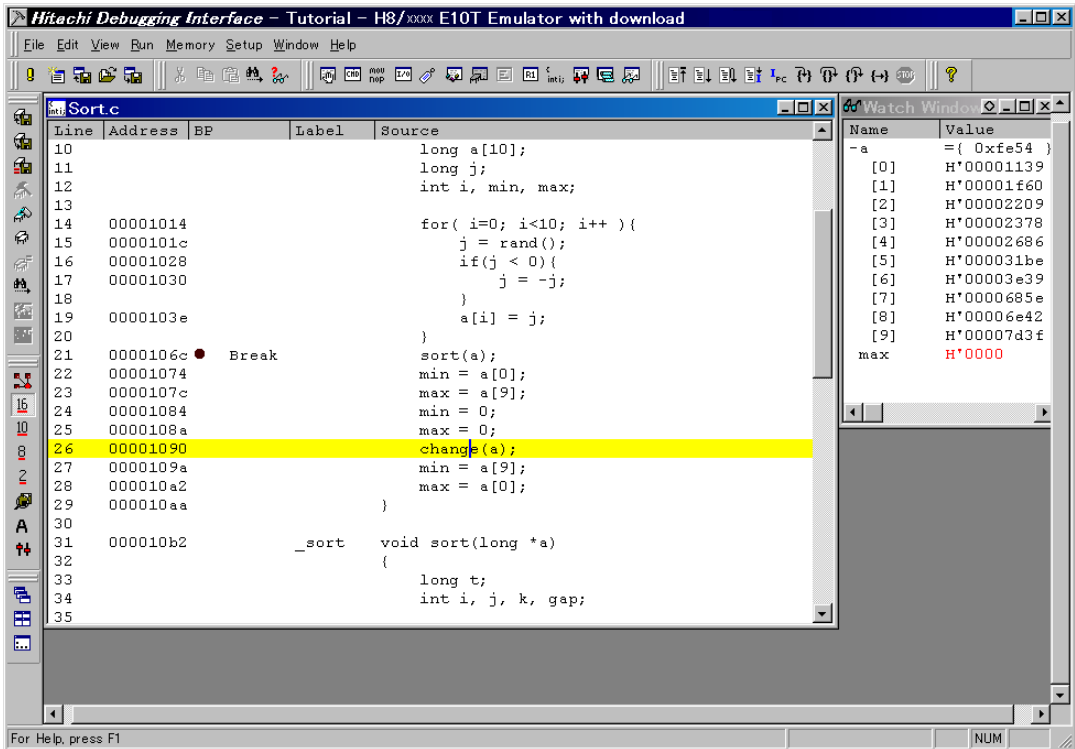 Hitachi Debugging Interface - Tutorial - H8/xxxx E10T Emulator with download
File Edit View Run Memory Setup Window Help
Sort.c
Line Address BP Label Source
10 long a[10];
11 long j;
12 int i, min, max;
13
14 00001014 for( i=0; i<10; i++ ){
15 0000101c j = rand();
16 00001028 if(j < 0){
17 00001030 j = -j;
18 }
19 0000103e a[i] = j;
20 }
21 0000106c Break sort(a);
22 00001074 min = a[0];
23 0000107c max = a[9];
24 00001084 min = 0;
25 0000108a max = 0;
26 00001090 change(a);
27 0000109a min = a[9];
28 000010a2 max = a[0];
29 000010aa }
30
31 000010b2 _sort void sort(long *a)
32 {
33 long t;
34 int i, j, k, gap;
35
Watch Window
Name Value
-a ={ 0xfe54 }
[0] H'00001139
[1] H'00001f60
[2] H'00002209
[3] H'00002378
[4] H'00002686
[5] H'000031be
[6] H'00003e39
[7] H'0000685e
[8] H'00006e42
[9] H'00007d3f
max H'0000
16
10
8
2
A
For Help, press F1
NUM